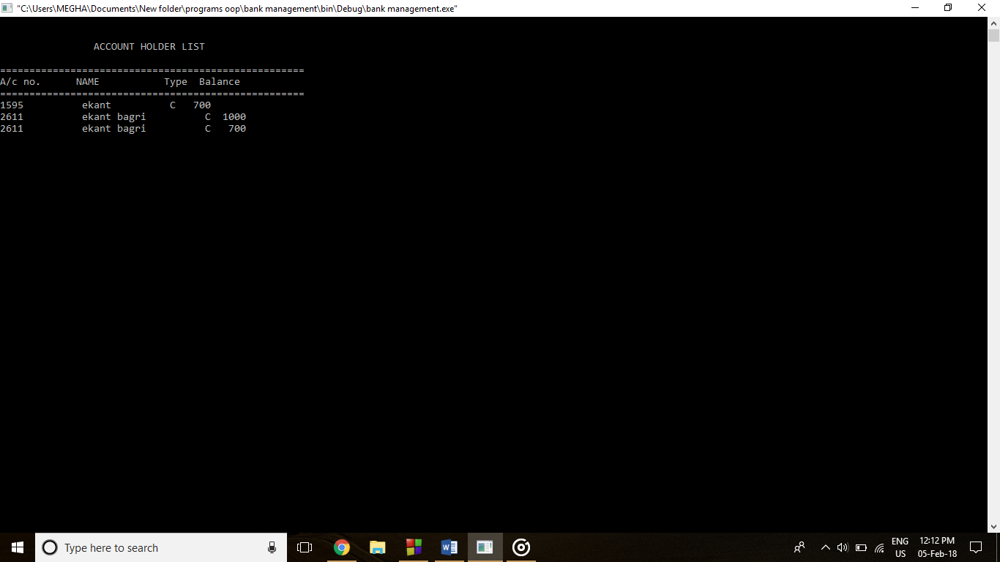 "C:\Users\MEGHA\Documents\New folder\programs oop\bank management\bin\Debug\bank management.exe"
ACCOUNT HOLDER LIST
====================================================
A/c no.      NAME           Type  Balance
====================================================
1595          ekant          C   700
2611          ekant bagri          C  1000
2611          ekant bagri          C   700
Type here to search
ENG
US
12:12 PM
05-Feb-18